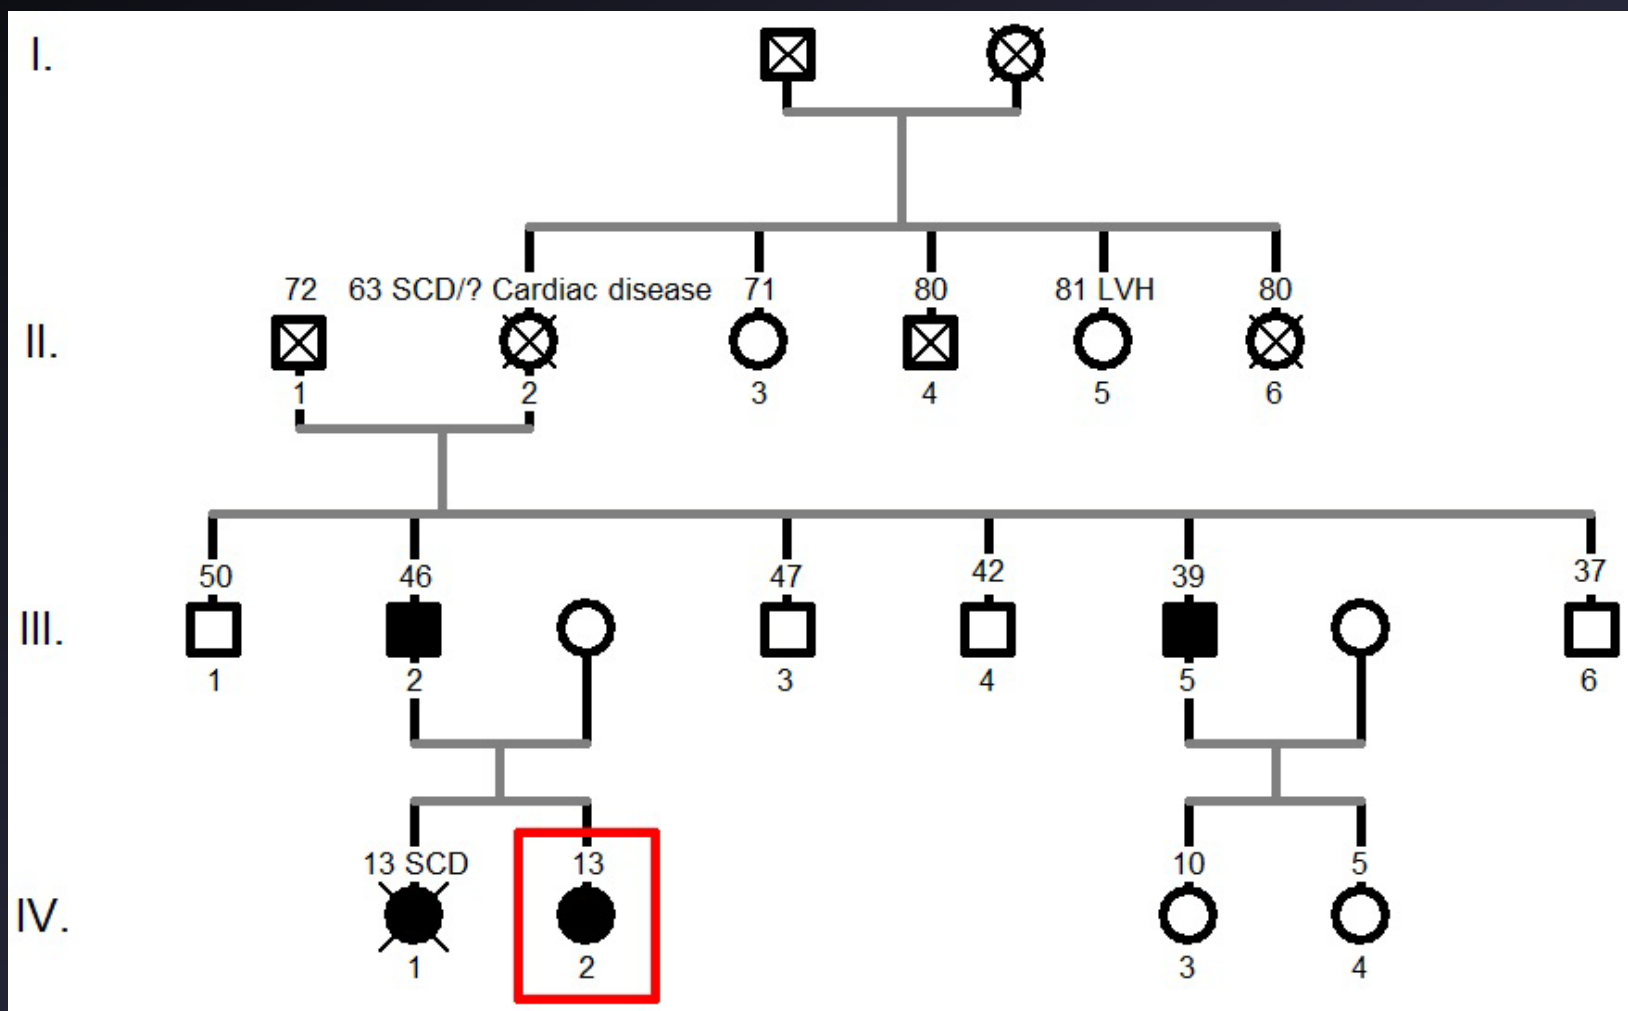 I.
72 63 SCD/? Cardiac disease 71 80 81 LVH 80
II.
1 2 3 4 5 6
50 46 47 42 39 37
III.
1 2 3 4 5 6
13 SCD 13 10 5
IV.
1 2 3 4